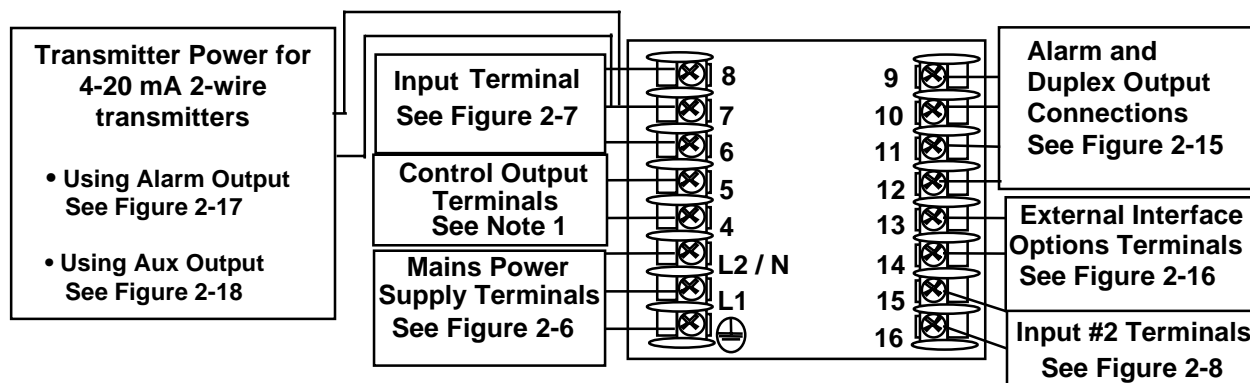 Transmitter Power for
4-20 mA 2-wire
transmitters
• Using Alarm Output
See Figure 2-17
• Using Aux Output
See Figure 2-18
Input Terminal
See Figure 2-7
Control Output
Terminals
See Note 1
Mains Power
Supply Terminals
See Figure 2-6
8
7
6
5
4
L2 / N
L1
9
10
11
12
13
14
15
16
Alarm and
Duplex Output
Connections
See Figure 2-15
External Interface
Options Terminals
See Figure 2-16
Input #2 Terminals
See Figure 2-8